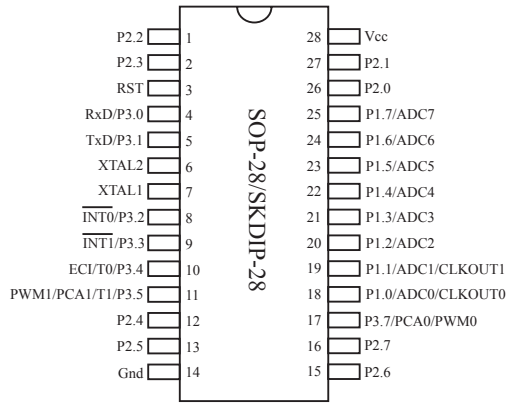 P2.2 1 28 Vcc
P2.3 2 27 P2.1
RST 3 26 P2.0
RxD/P3.0 4 25 P1.7/ADC7
TxD/P3.1 5 24 P1.6/ADC6
XTAL2 6 23 P1.5/ADC5
XTAL1 7 22 P1.4/ADC4
INT0/P3.2 8 21 P1.3/ADC3
INT1/P3.3 9 20 P1.2/ADC2
ECI/T0/P3.4 10 19 P1.1/ADC1/CLKOUT1
PWM1/PCA1/T1/P3.5 11 18 P1.0/ADC0/CLKOUT0
P2.4 12 17 P3.7/PCA0/PWM0
P2.5 13 16 P2.7
Gnd 14 15 P2.6
SOP-28/SKDIP-28